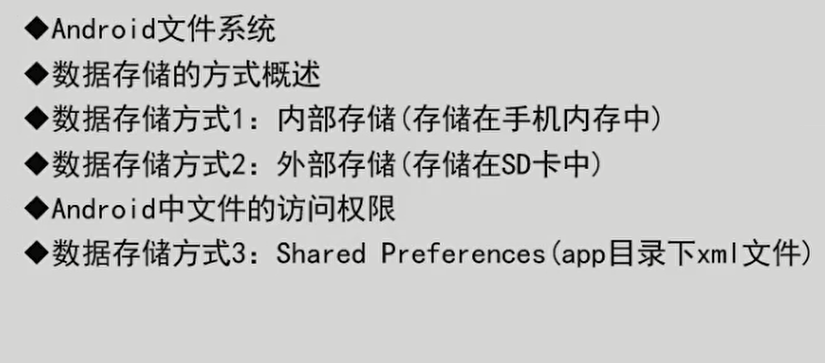 ◆Android文件系统
◆数据存储的方式概述
◆数据存储方式1：内部存储(存储在手机内存中)
◆数据存储方式2：外部存储(存储在SD卡中)
◆Android中文件的访问权限
◆数据存储方式3：Shared Preferences(app目录下xml文件)